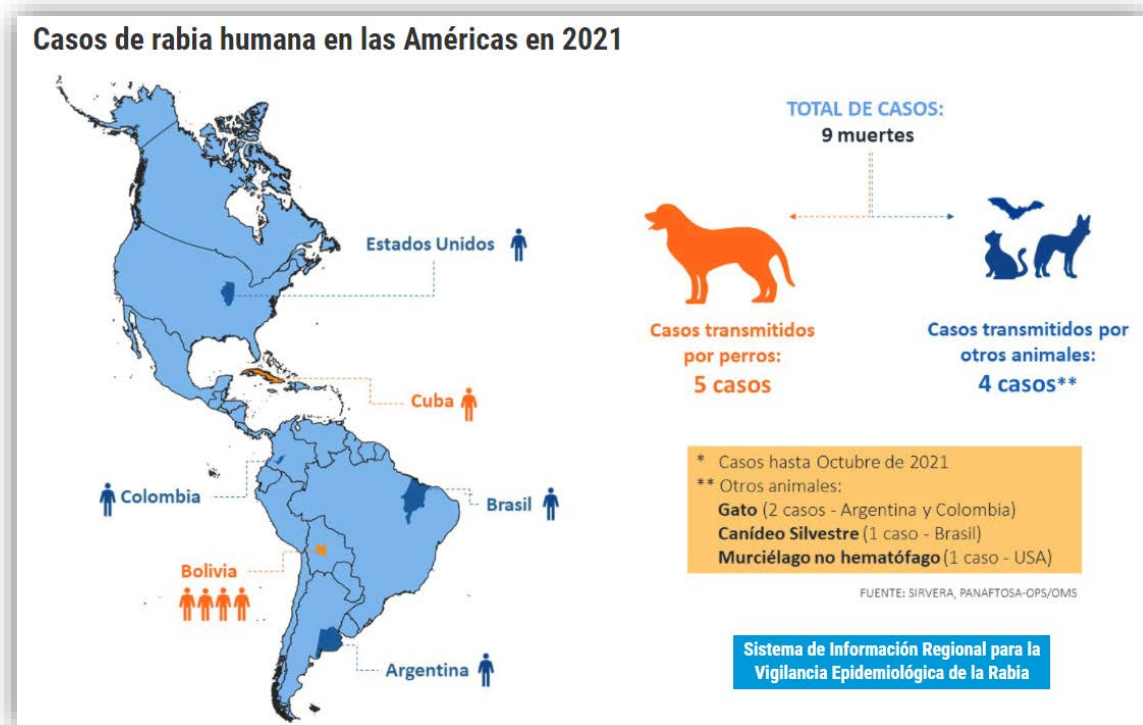 Casos de rabia humana en las Américas en 2021
TOTAL DE CASOS:
9 muertes
Estados Unidos
Cuba
Colombia
Brasil
Bolivia
Argentina
Casos transmitidos
por perros:
5 casos
Casos transmitidos por
otros animales:
4 casos**
* Casos hasta Octubre de 2021
** Otros animales:
Gato (2 casos - Argentina y Colombia)
Canídeo Silvestre (1 caso - Brasil)
Murciélago no hematófago (1 caso - USA)
FUENTE: SIRVERA, PANAFTOSA-OPS/OMS
Sistema de Información Regional para la
Vigilancia Epidemiológica de la Rabia